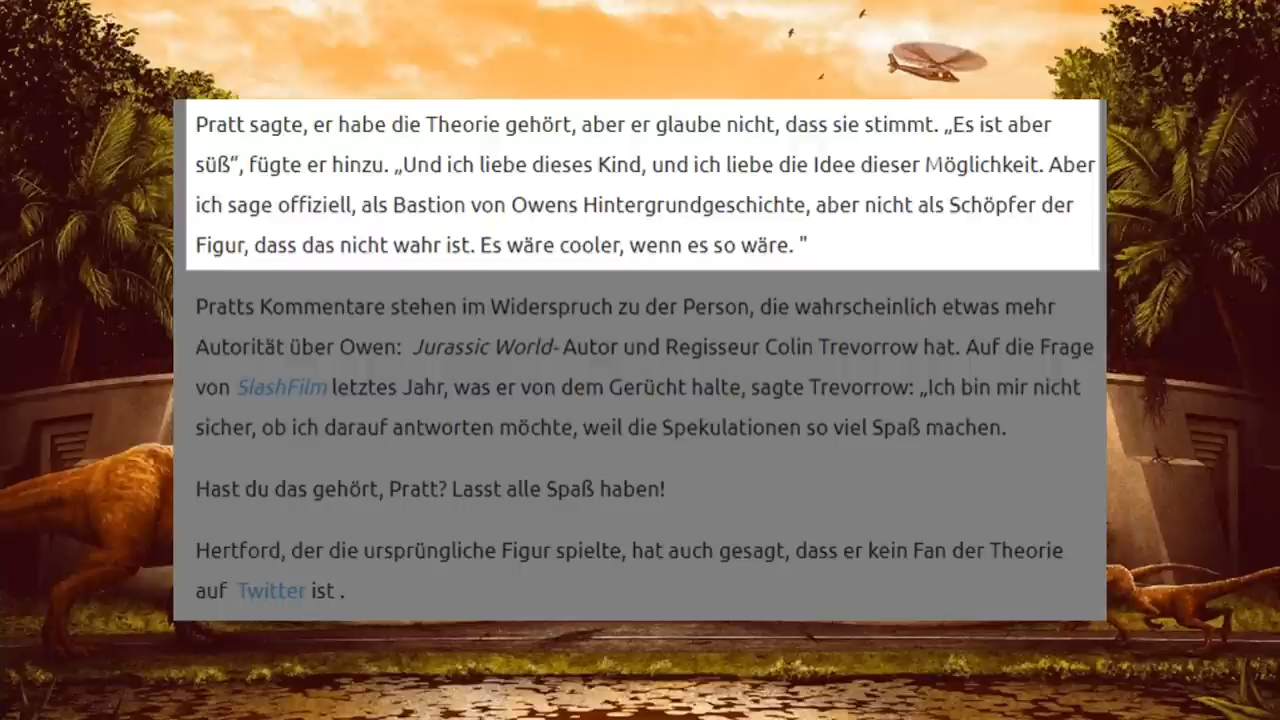 Pratt sagte, er habe die Theorie gehört, aber er glaube nicht, dass sie stimmt. „Es ist aber
süß“, fügte er hinzu. „Und ich liebe dieses Kind, und ich liebe die Idee dieser Möglichkeit. Aber
ich sage offiziell, als Bastion von Owens Hintergrundgeschichte, aber nicht als Schöpfer der
Figur, dass das nicht wahr ist. Es wäre cooler, wenn es so wäre. "
Pratts Kommentare stehen im Widerspruch zu der Person, die wahrscheinlich etwas mehr
Autorität über Owen: Jurassic World- Autor und Regisseur Colin Trevorrow hat. Auf die Frage
von SlashFilm letztes Jahr, was er von dem Gerücht halte, sagte Trevorrow: „Ich bin mir nicht
sicher, ob ich darauf antworten möchte, weil die Spekulationen so viel Spaß machen.
Hast du das gehört, Pratt? Lasst alle Spaß haben!
Hertford, der die ursprüngliche Figur spielte, hat auch gesagt, dass er kein Fan der Theorie
auf Twitter ist .